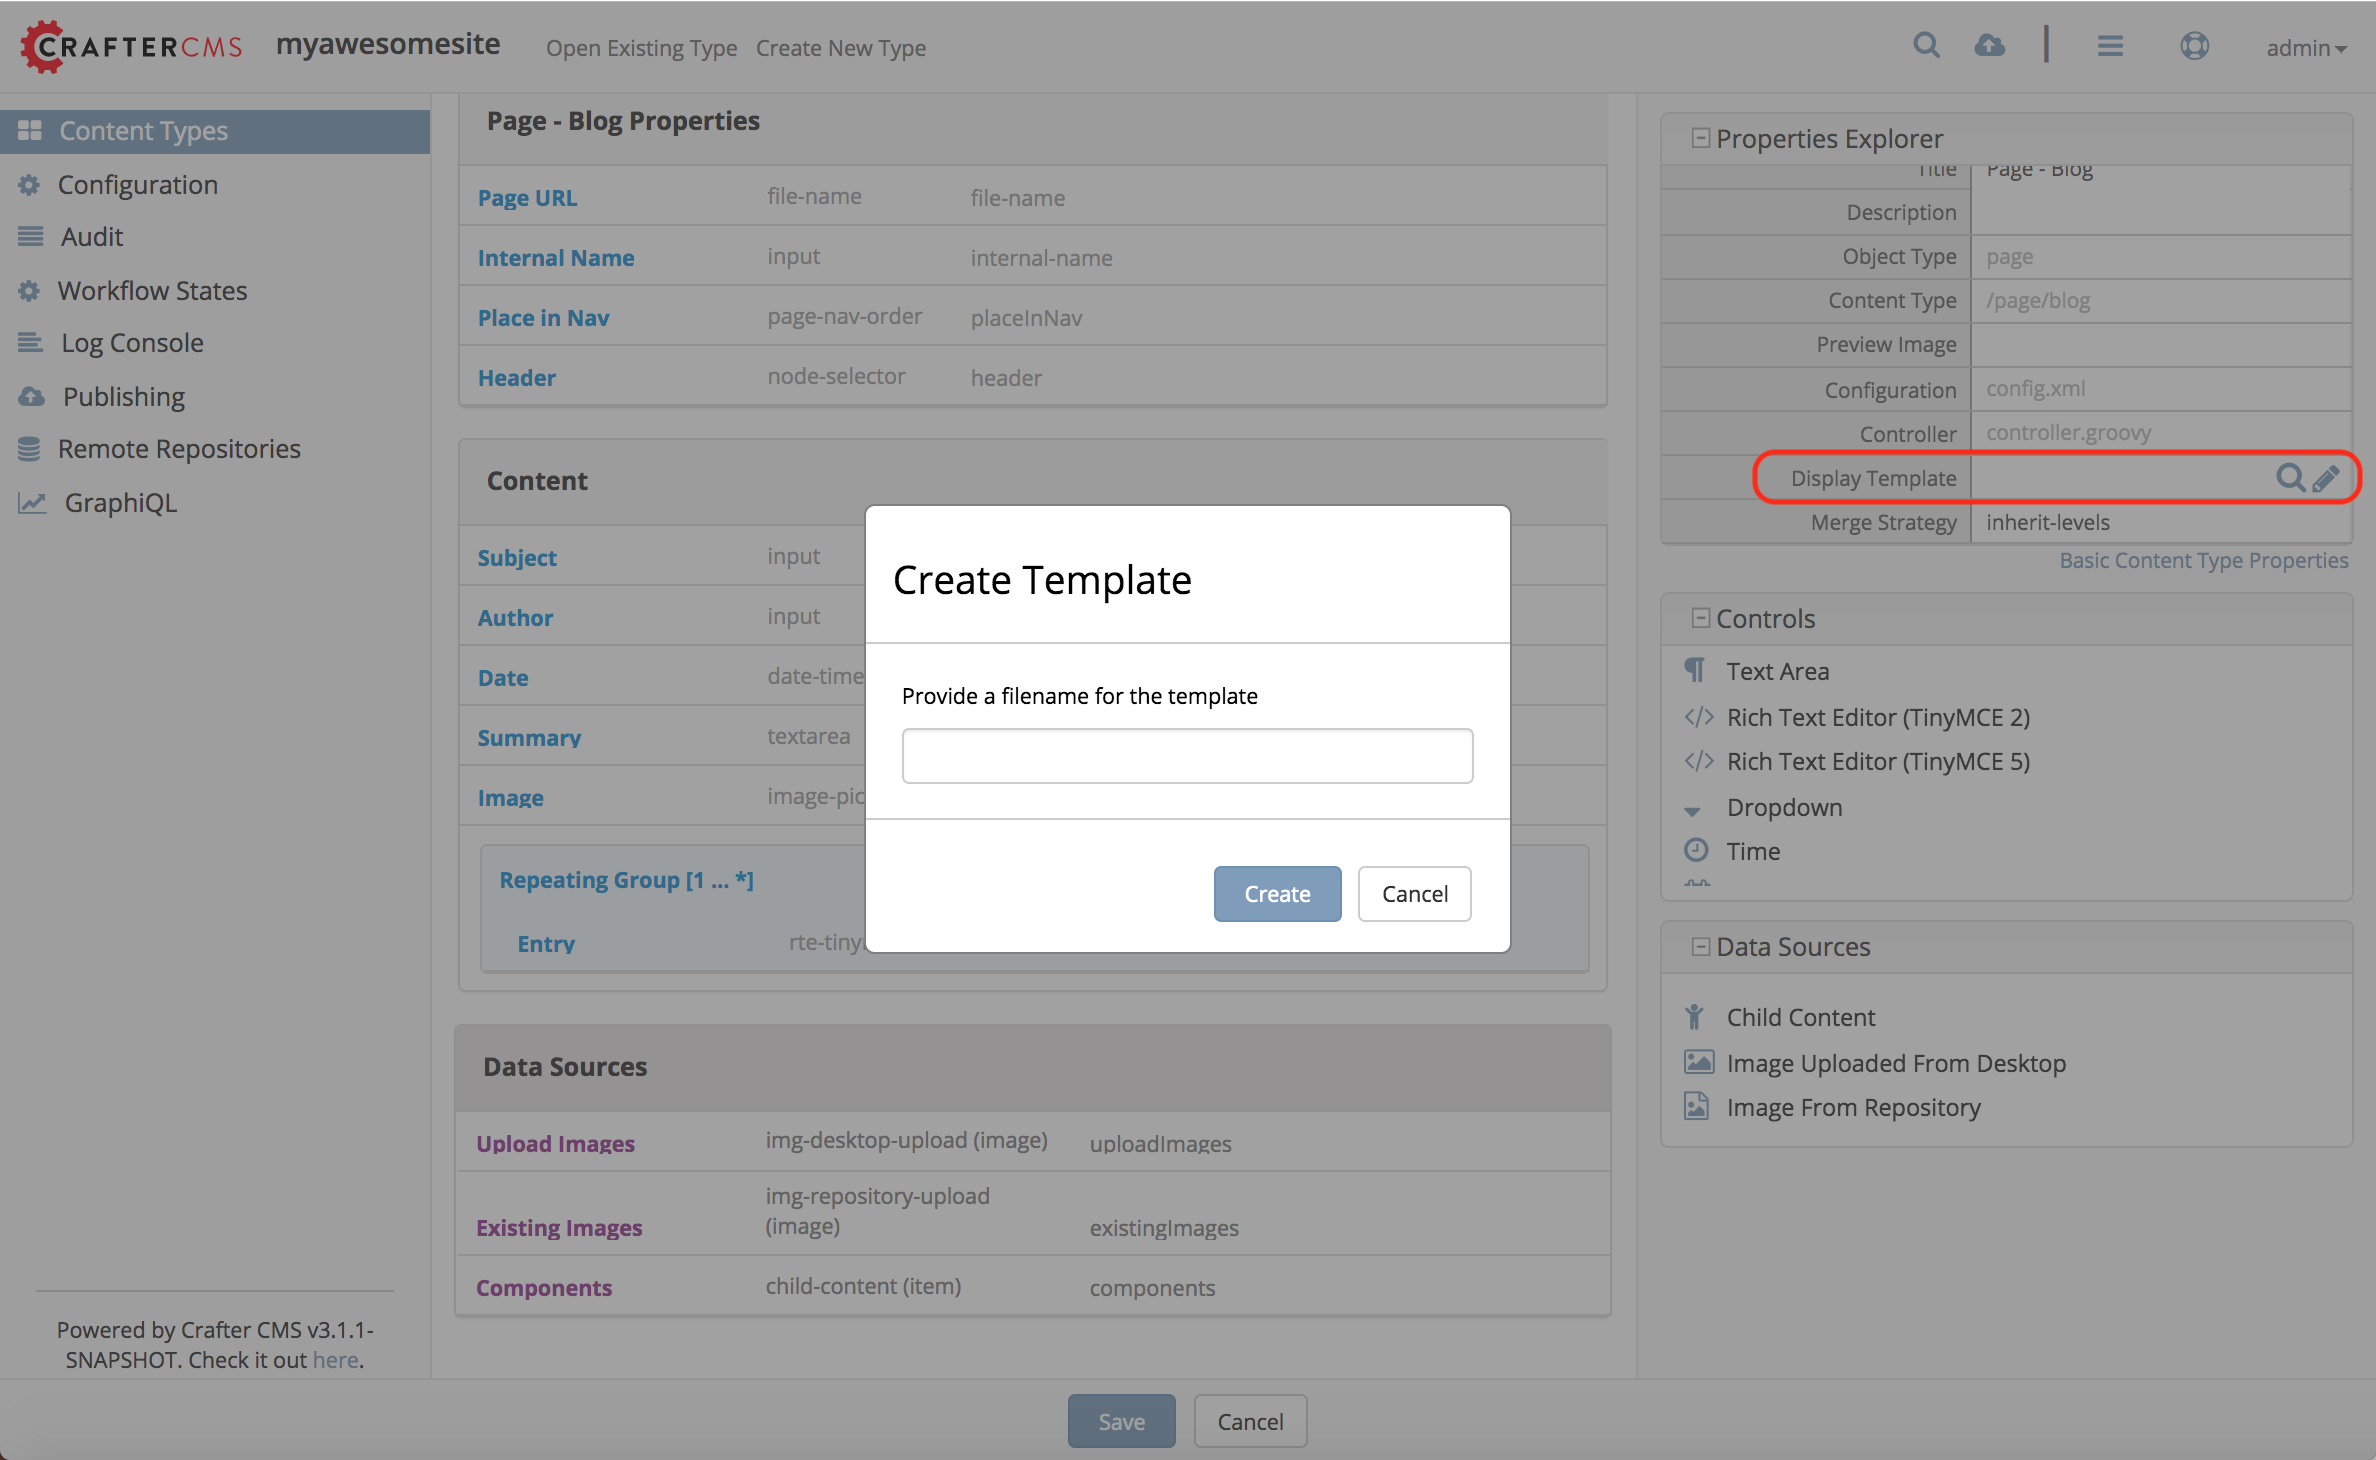 CRAFTERCMS myawesomesite Open Existing Type Create New Type admin
Content Types
Configuration
Audit
Workflow States
Log Console
Publishing
Remote Repositories
GraphiQL
Powered by Crafter CMS v3.1.1-
SNAPSHOT. Check it out here.
Page - Blog Properties
Page URL file-name file-name
Internal Name input internal-name
Place in Nav page-nav-order placeInNav
Header node-selector header
Content
Subject input
Author input
Date date-time
Summary textarea
Image image-pic
Repeating Group [1 ... *]
Entry rte-tiny
Data Sources
Upload Images img-desktop-upload (image) uploadImages
Existing Images img-repository-upload (image) existingImages
Components child-content (item) components
Create Template
Provide a filename for the template
Create Cancel
Properties Explorer
Title Page - Blog
Description
Object Type page
Content Type /page/blog
Preview Image
Configuration config.xml
Controller controller.groovy
Display Template
Merge Strategy inherit-levels
Basic Content Type Properties
Controls
Text Area
Rich Text Editor (TinyMCE 2)
Rich Text Editor (TinyMCE 5)
Dropdown
Time
Data Sources
Child Content
Image Uploaded From Desktop
Image From Repository
Save Cancel